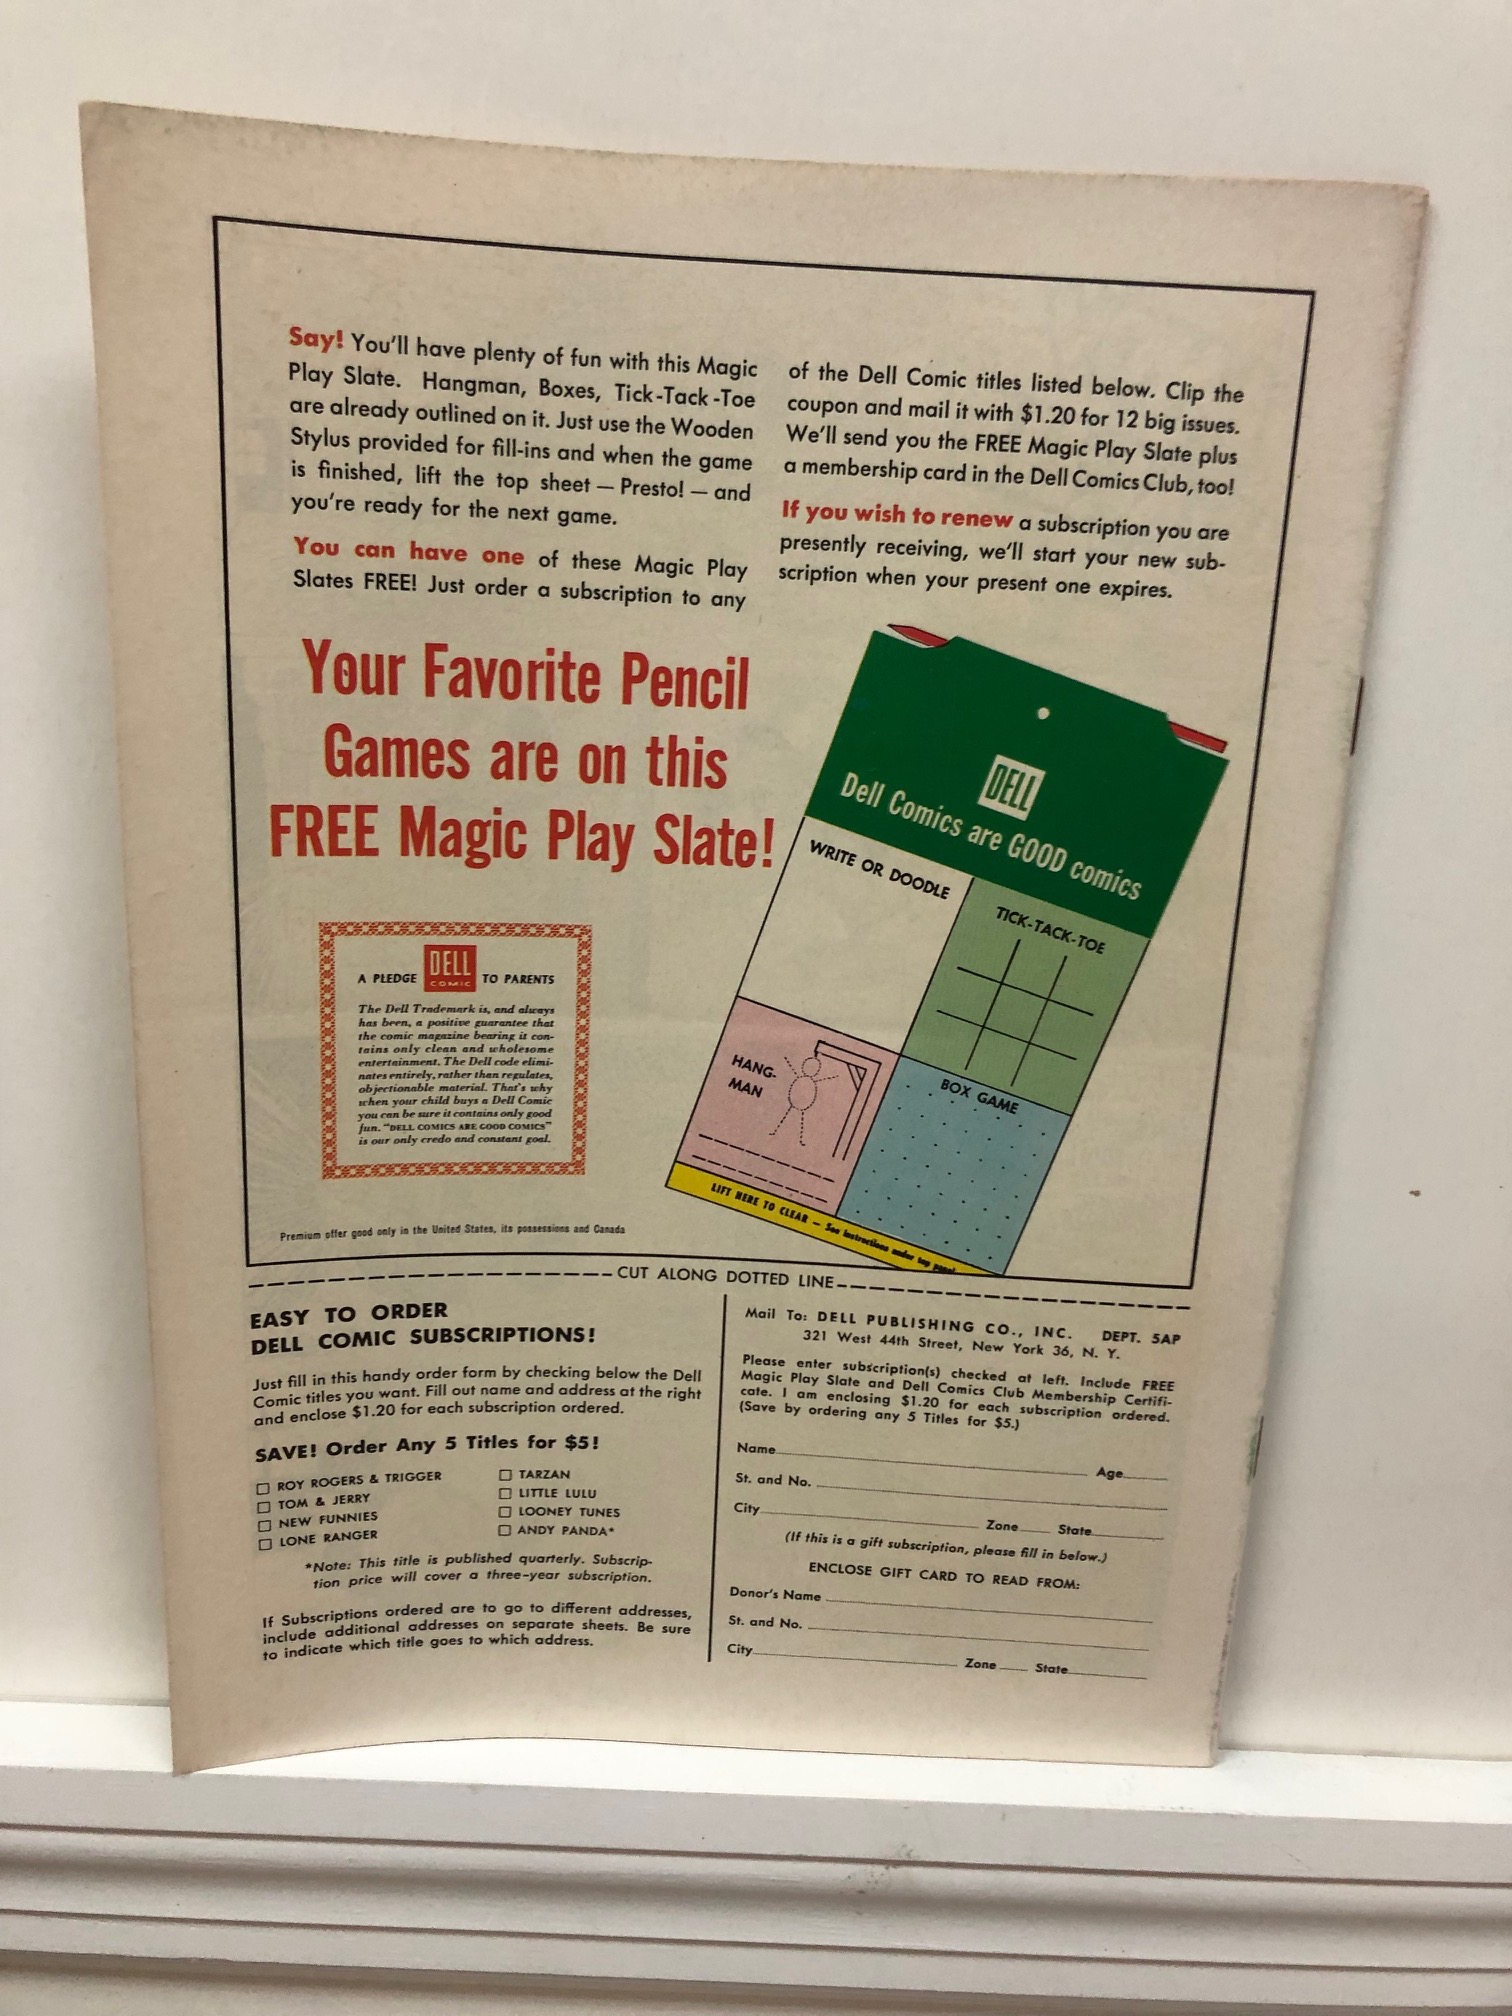 Say! You'll have plenty of fun with this Magic
Play Slate. Hangman, Boxes, Tick-Tack-Toe
are already outlined on it. Just use the Wooden
Stylus provided for fill-ins and when the game
is finished, lift the top sheet — Presto! — and
you're ready for the next game.
You can have one of these Magic Play
Slates FREE! Just order a subscription to any
of the Dell Comic titles listed below. Clip the
coupon and mail it with $1.20 for 12 big issues.
We'll send you the FREE Magic Play Slate plus
a membership card in the Dell Comics Club, too!
If you wish to renew a subscription you are
presently receiving, we'll start your new sub-
scription when your present one expires.
Your Favorite Pencil
Games are on this
FREE Magic Play Slate!
DELL
Dell Comics are GOOD comics
WRITE OR DOODLE
TICK-TACK-TOE
HANG-
MAN
BOX GAME
LIFT HERE TO CLEAR — See instructions under top panel
A PLEDGE DELL COMIC TO PARENTS
The Dell Trademark is, and always
has been, a positive guarantee that
the comic magazine bearing it con-
tains only clean and wholesome
entertainment. The Dell code elimi-
nates entirely, rather than regulates,
objectionable material. That's why
when your child buys a Dell Comic
you can be sure it contains only good
fun. "DELL COMICS ARE GOOD COMICS"
is our only credo and constant goal.
Premium offer good only in the United States, its possessions and Canada
CUT ALONG DOTTED LINE
EASY TO ORDER
DELL COMIC SUBSCRIPTIONS!
Just fill in this handy order form by checking below the Dell
Comic titles you want. Fill out name and address at the right
and enclose $1.20 for each subscription ordered.
SAVE! Order Any 5 Titles for $5!
ROY ROGERS & TRIGGER
TOM & JERRY
NEW FUNNIES
LONE RANGER
TARZAN
LITTLE LULU
LOONEY TUNES
ANDY PANDA*
*Note: This title is published quarterly. Subscrip-
tion price will cover a three-year subscription.
If Subscriptions ordered are to go to different addresses,
include additional addresses on separate sheets. Be sure
to indicate which title goes to which address.
Mail To: DELL PUBLISHING CO., INC. DEPT. 5AP
321 West 44th Street, New York 36, N. Y.
Please enter subscription(s) checked at left. Include FREE
Magic Play Slate and Dell Comics Club Membership Certifi-
cate. I am enclosing $1.20 for each subscription ordered.
(Save by ordering any 5 Titles for $5.)
Name Age
St. and No.
City Zone State
(If this is a gift subscription, please fill in below.)
ENCLOSE GIFT CARD TO READ FROM:
Donor's Name
St. and No.
City Zone State